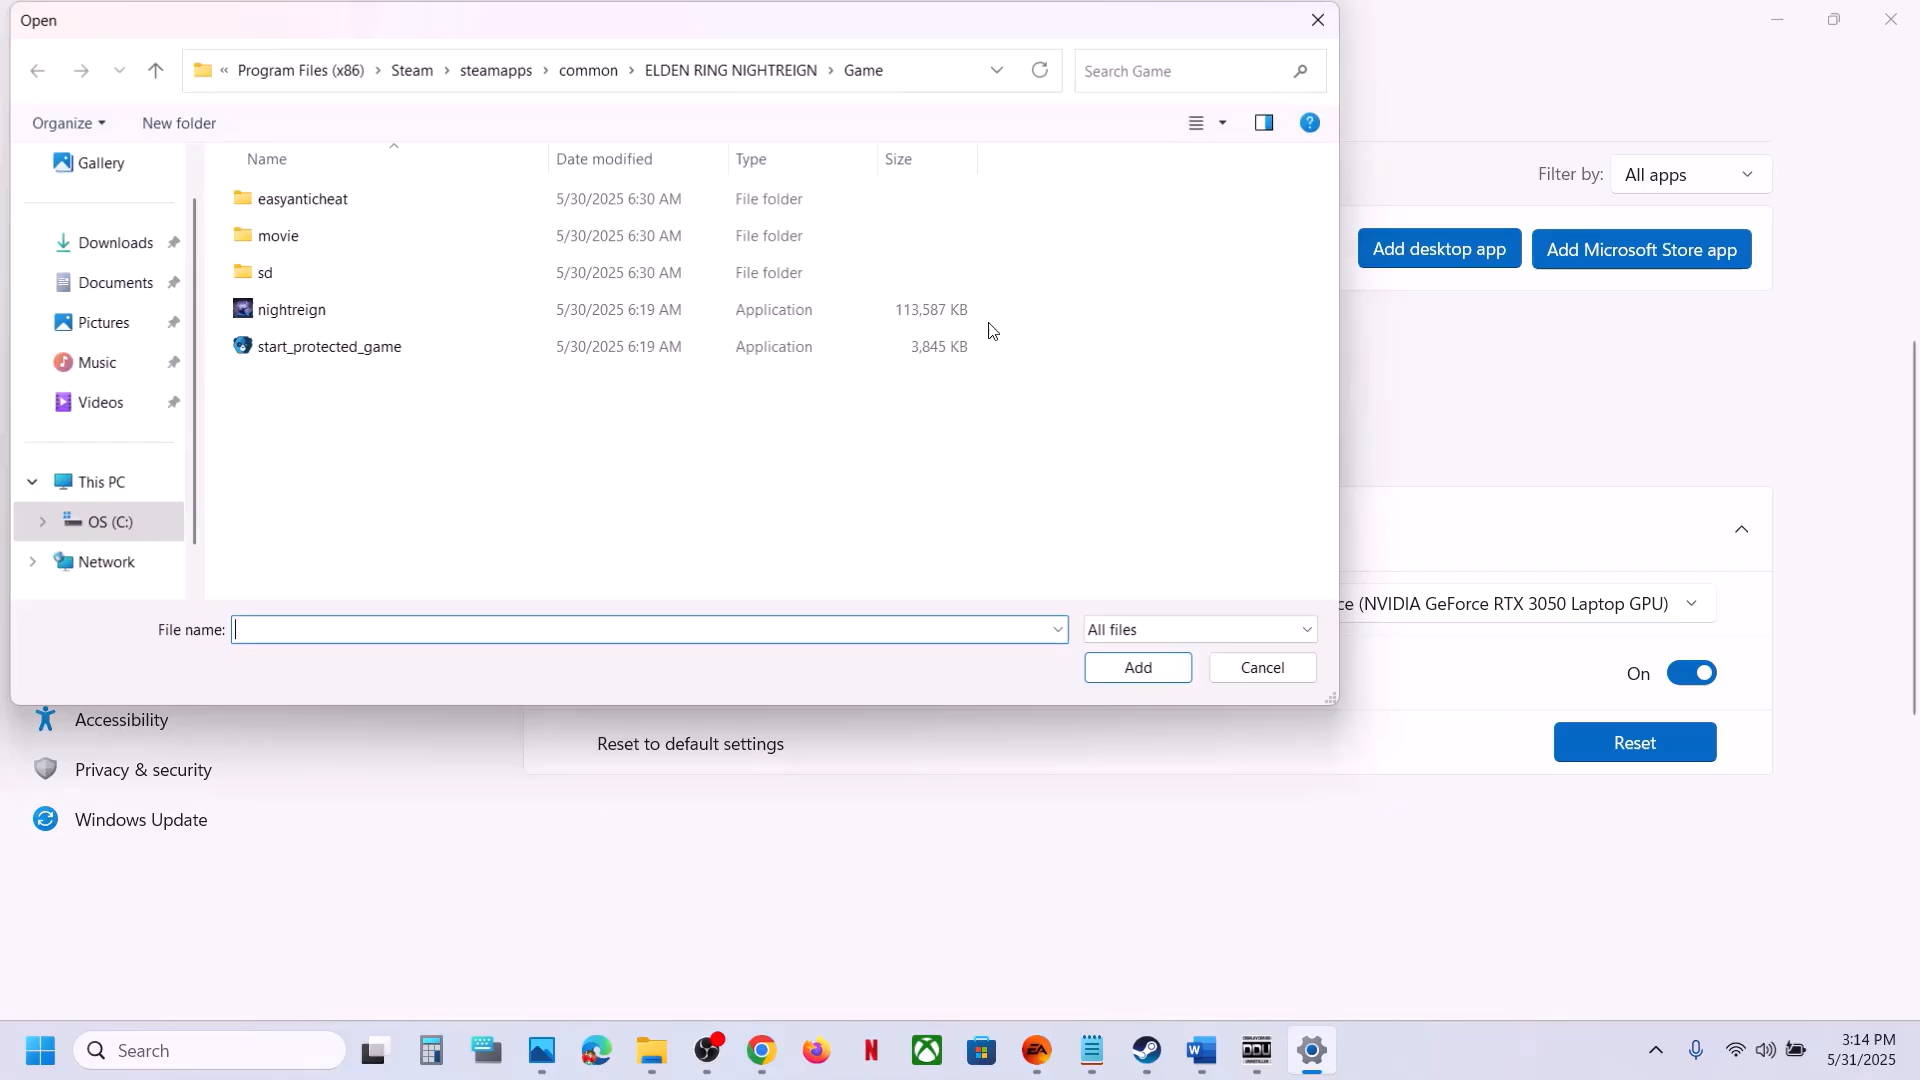 Open
« Program Files (x86) › Steam › steamapps › common › ELDEN RING NIGHTREIGN › Game
Search Game
Organize
New folder
Gallery
Downloads
Documents
Pictures
Music
Videos
This PC
OS (C:)
Network
Name Date modified Type Size
easyanticheat 5/30/2025 6:30 AM File folder
movie 5/30/2025 6:30 AM File folder
sd 5/30/2025 6:30 AM File folder
nightreign 5/30/2025 6:19 AM Application 113,587 KB
start_protected_game 5/30/2025 6:19 AM Application 3,845 KB
File name:
All files
Add
Cancel
Filter by: All apps
Add desktop app
Add Microsoft Store app
ce (NVIDIA GeForce RTX 3050 Laptop GPU)
On
Reset to default settings
Reset
Accessibility
Privacy & security
Windows Update
Search
DDU
3:14 PM
5/31/2025